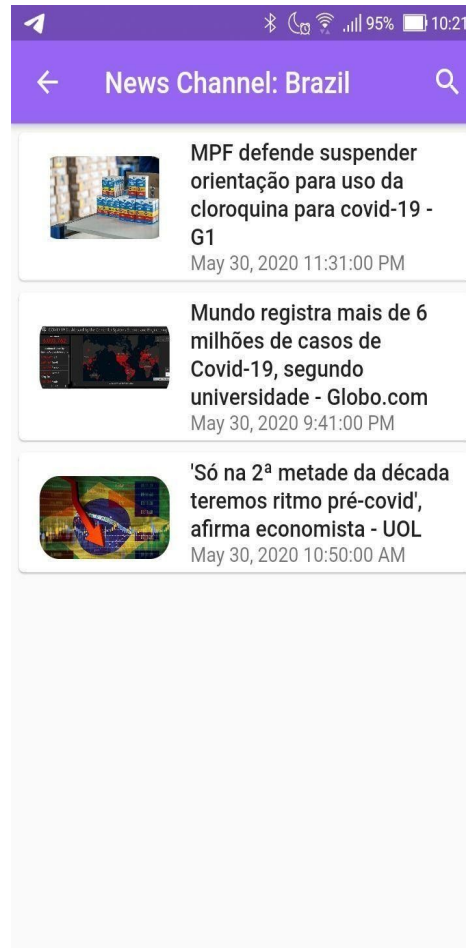 95% 10:21
News Channel: Brazil
MPF defende suspender
orientação para uso da
cloroquina para covid-19 -
G1
May 30, 2020 11:31:00 PM
Mundo registra mais de 6
milhões de casos de
Covid-19, segundo
universidade - Globo.com
May 30, 2020 9:41:00 PM
'Só na 2ª metade da década
teremos ritmo pré-covid',
afirma economista - UOL
May 30, 2020 10:50:00 AM